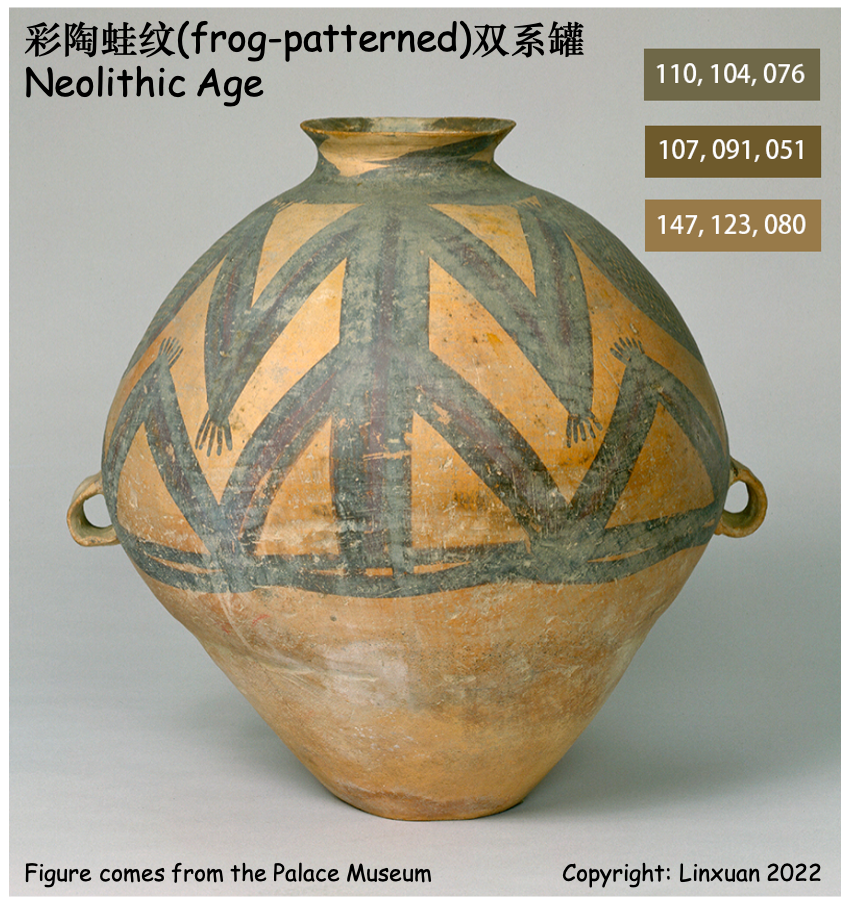 彩陶蛙纹(frog-patterned)双系罐
Neolithic Age
110, 104, 076
107, 091, 051
147, 123, 080
Figure comes from the Palace Museum
Copyright: Linxuan 2022